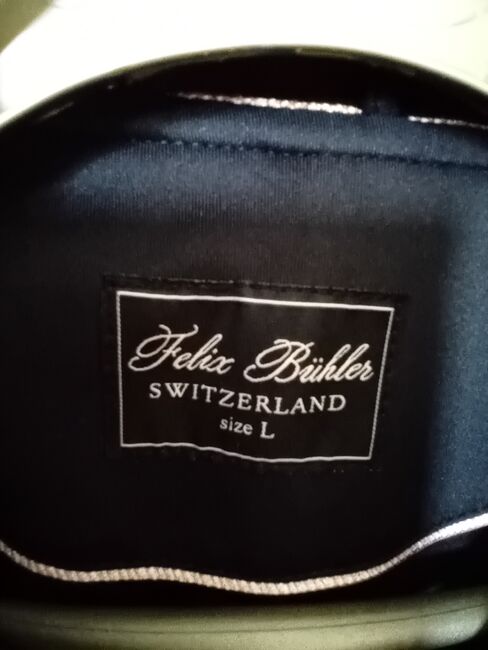 Felix Bühler
SWITZERLAND
size L